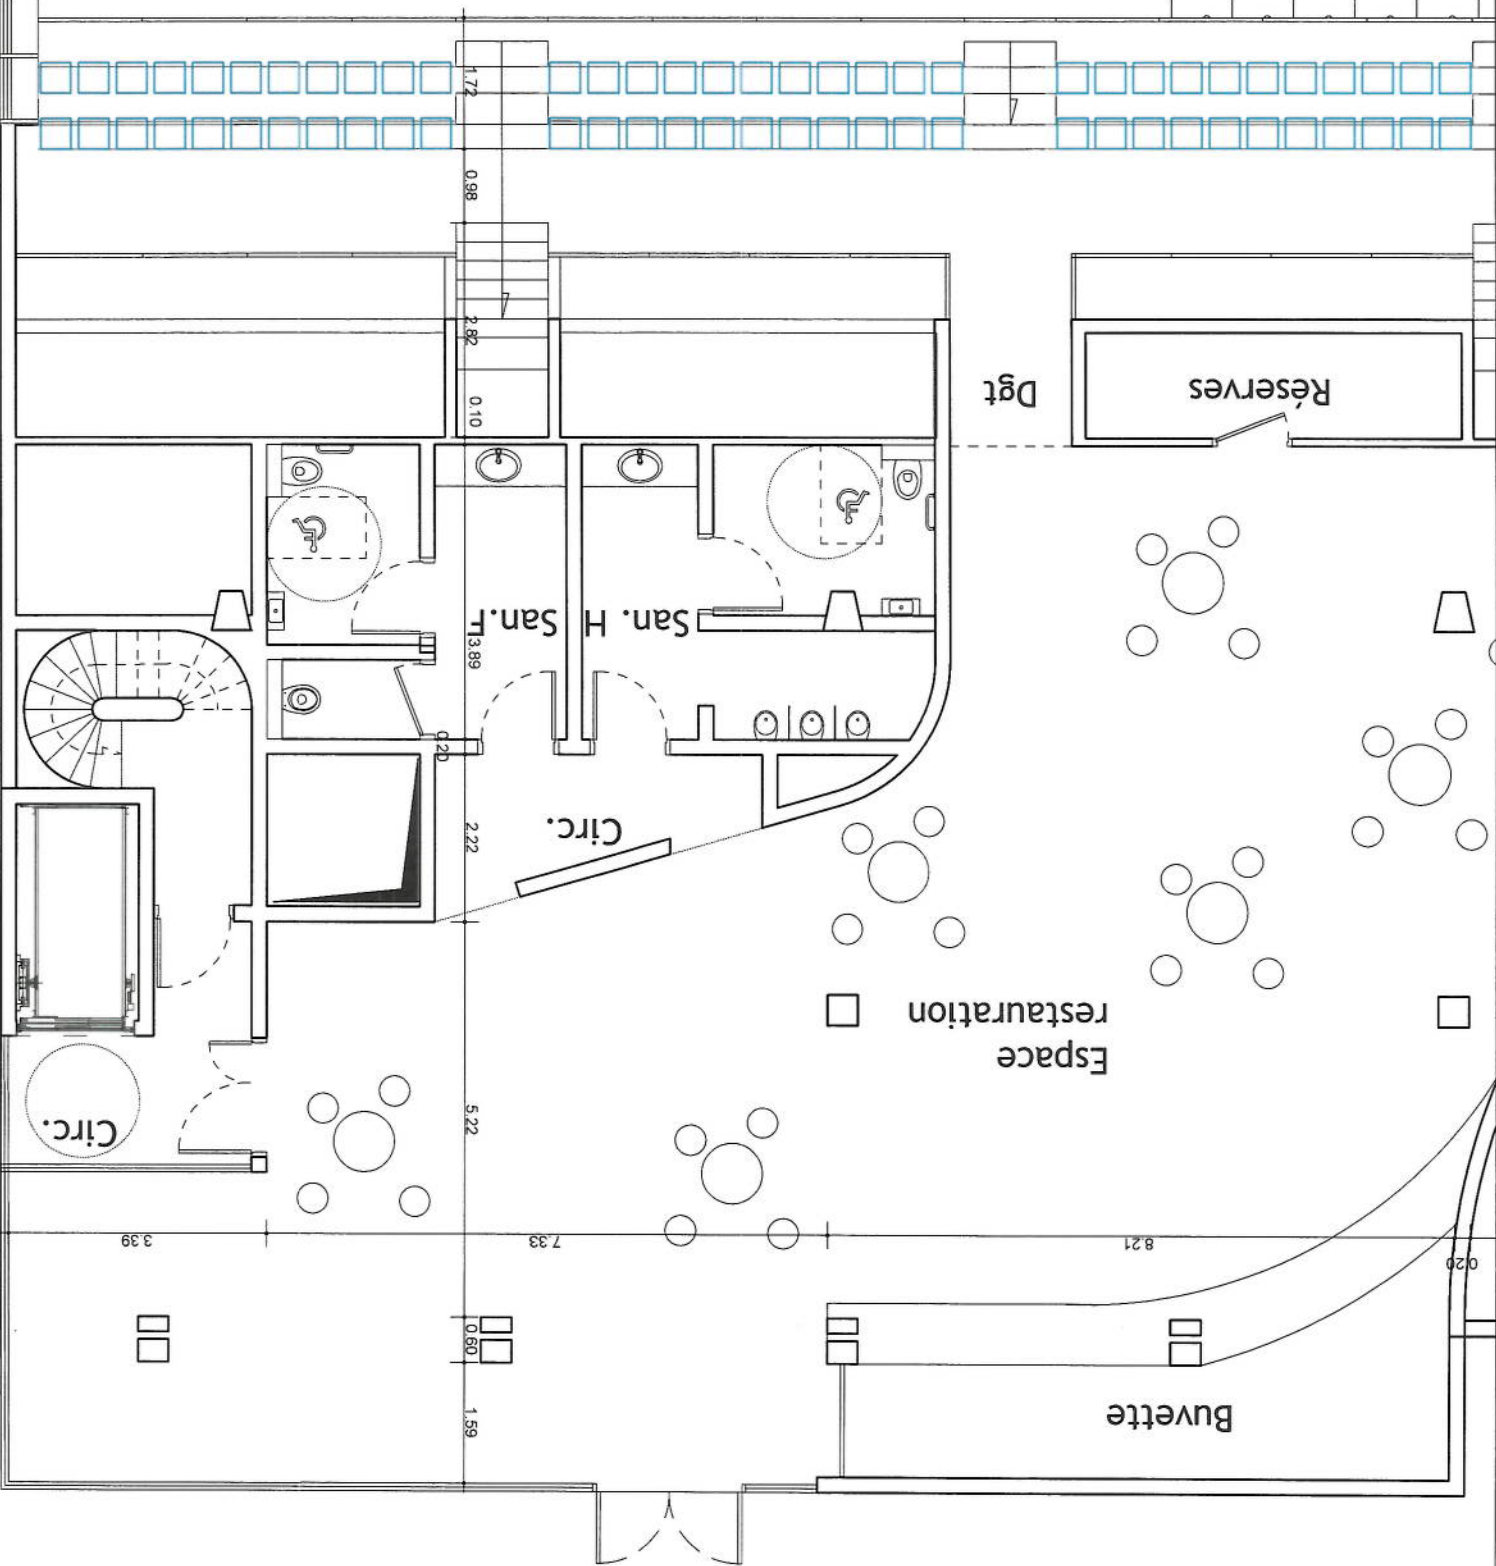 1.72
0.98
2.82
0.10
Dgt
Réserves
San.F
San. H
3.89
0.20
2.22
Circ.
Espace
restauration
5.22
Circ.
3.39
7.33
8.21
0.20
0.60
1.59
Buvette